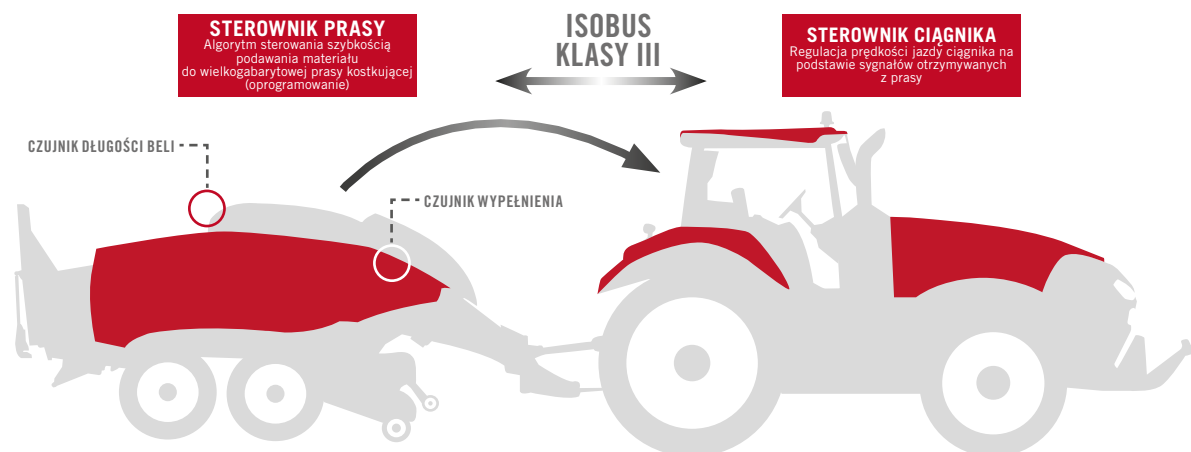 STEROWNIK PRASY
Algorytm sterowania szybkością
podawania materiału
do wielkogabarytowej prasy kostkującej
(oprogramowanie)
ISOBUS
KLASY III
STEROWNIK CIĄGNIKA
Regulacja prędkości jazdy ciągnika na
podstawie sygnałów otrzymywanych
z prasy
CZUJNIK DŁUGOŚCI BELI
CZUJNIK WYPEŁNIENIA